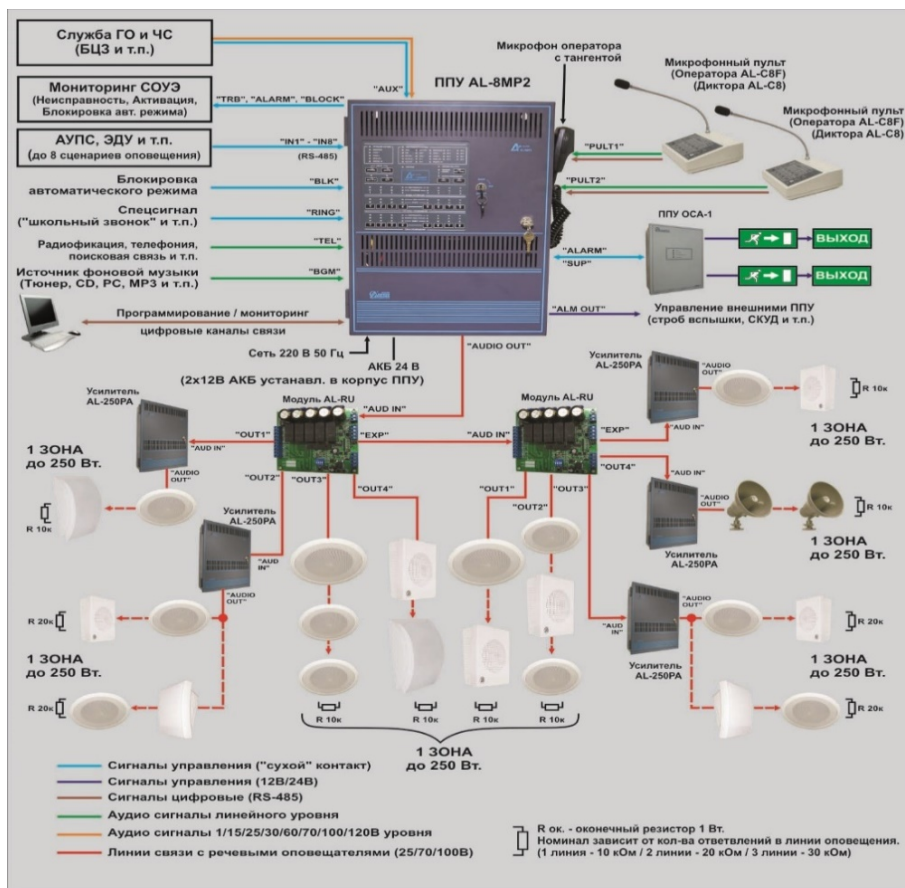 Служба ГО и ЧС
(БЦЗ и т.п.)
Мониторинг СОУЭ
(Неисправность, Активация,
Блокировка авт. режима)
АУПС, ЭДУ и т.п.
(до 8 сценариев оповещения)
Блокировка
автоматического режима
Спецсигнал
("школьный звонок" и т.п.)
Радиофикация, телефония,
поисковая связь и т.п.
Источник фоновой музыки
(Тюнер, CD, PC, MP3 и т.п.)
Программирование / мониторинг
цифровые каналы связи
"AUX"
"TRB", "ALARM", "BLOCK"
"IN1" - "IN8"
(RS-485)
"BLK"
"RING"
"TEL"
"BGM"
ППУ AL-8MP2
Микрофон оператора
с тангентой
Микрофонный пульт
(Оператора AL-C8F)
(Диктора AL-C8)
Микрофонный пульт
(Оператора AL-C8F)
(Диктора AL-C8)
"PULT1"
"PULT2"
ППУ ОСА-1
"ALARM"
"SUP"
ВЫХОД
ВЫХОД
"ALM OUT"
Управление внешними ППУ
(строб вспышки, СКУД и т.п.)
Сеть 220 В 50 Гц
АКБ 24 В
(2х12В АКБ устанавл. в корпус ППУ)
"AUDIO OUT"
Усилитель
AL-250PA
Модуль AL-RU
"AUD IN"
Модуль AL-RU
Усилитель
AL-250PA
"OUT1"
"EXP"
"AUD IN"
"EXP"
"AUD IN"
R 10к
1 ЗОНА
до 250 Вт.
"AUD IN"
"OUT2"
"OUT3"
"OUT4"
"OUT1"
"OUT2"
"OUT3"
"OUT4"
1 ЗОНА
до 250 Вт.
"AUDIO
OUT"
R 10к
"AUD IN"
"AUDIO
OUT"
R 10к
Усилитель
AL-250PA
1 ЗОНА
до 250 Вт.
Усилитель
AL-250PA
"AUD
IN"
"AUDIO
OUT"
R 20к
1 ЗОНА
до 250 Вт.
R 20к
"AUD
IN"
"AUDIO
OUT"
Усилитель
AL-250PA
R 20к
1 ЗОНА
до 250 Вт.
R 20к
R 10к
R 10к
R 10к
R 10к
1 ЗОНА
до 250 Вт.
Сигналы управления ("сухой" контакт)
Сигналы управления (12В/24В)
Сигналы цифровые (RS-485)
Аудио сигналы линейного уровня
Аудио сигналы 1/15/25/30/60/70/100/120В уровня
Линии связи с речевыми оповещателями (25/70/100В)
R ок. - оконечный резистор 1 Вт.
Номинал зависит от кол-ва ответвлений в линии оповещения.
(1 линия - 10 кОм / 2 линии - 20 кОм / 3 линии - 30 кОм)